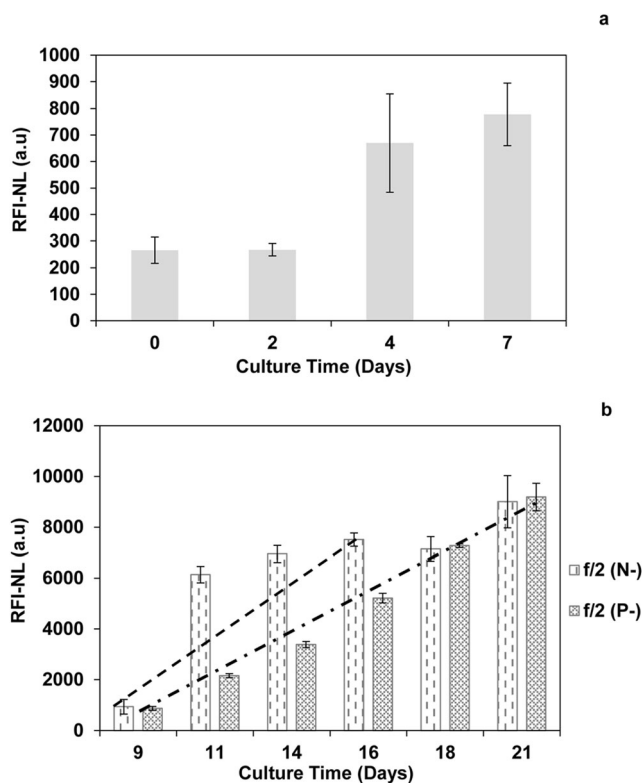 a
1000
900
800
700
600
500
400
300
200
100
0
RFI-NL (a.u)
0 2 4 7
Culture Time (Days)
b
12000
10000
8000
6000
4000
2000
0
RFI-NL (a.u)
9 11 14 16 18 21
Culture Time (Days)
f/2 (N-)
f/2 (P-)